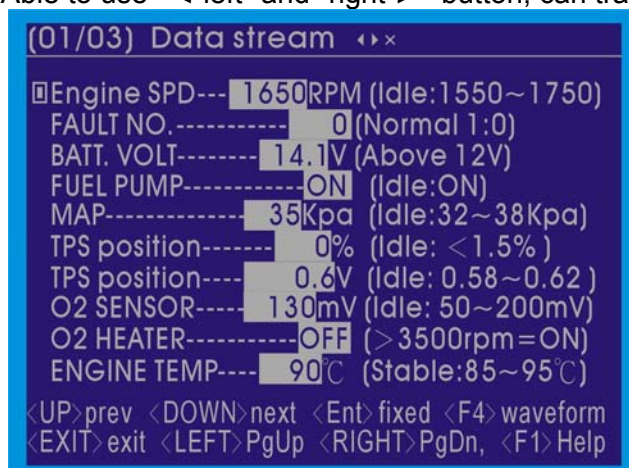 (01/03) Data stream ◂▸×
Engine SPD--- 1650RPM (Idle:1550~1750)
FAULT NO.----------- 0(Normal 1:0)
BATT. VOLT-------- 14.1V (Above 12V)
FUEL PUMP-----------ON (Idle:ON)
MAP------------- 35Kpa (Idle:32~38Kpa)
TPS position------- 0% (Idle: <1.5% )
TPS position------- 0.6V (Idle: 0.58~0.62 )
O2 SENSOR----- 130mV (Idle: 50~200mV)
O2 HEATER-----------OFF (>3500rpm=ON)
ENGINE TEMP---- 90℃ (Stable:85~95℃)
<UP>prev <DOWN>next <Ent>fixed <F4>waveform
<EXIT>exit <LEFT>PgUp <RIGHT>PgDn, <F1>Help